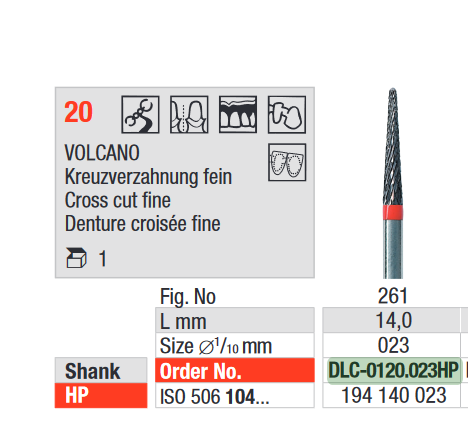 20
VOLCANO
Kreuzverzahnung fein
Cross cut fine
Denture croisée fine
1
Fig. No 261
L mm 14,0
Size ∅1/10 mm 023
Shank Order No. DLC-0120.023HP
HP ISO 506 104... 194 140 023